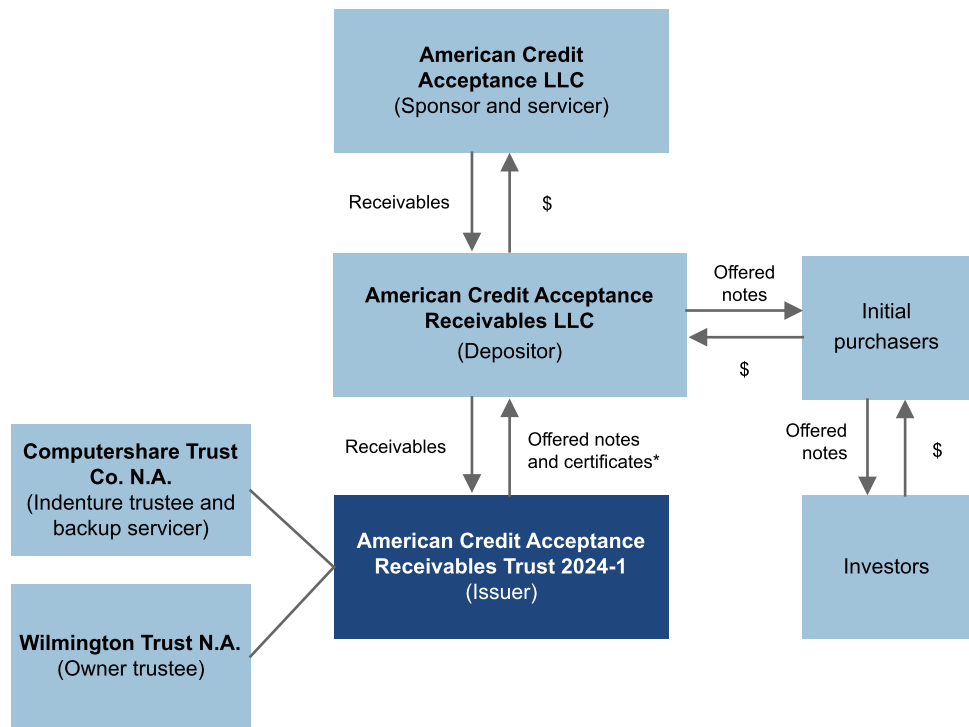 American Credit
Acceptance LLC
(Sponsor and servicer)
Receivables
$
American Credit Acceptance
Receivables LLC
(Depositor)
Offered
notes
$
Initial
purchasers
Receivables
Offered notes
and certificates*
Offered
notes
$
Computershare Trust
Co. N.A.
(Indenture trustee and
backup servicer)
American Credit Acceptance
Receivables Trust 2024-1
(Issuer)
Investors
Wilmington Trust N.A.
(Owner trustee)